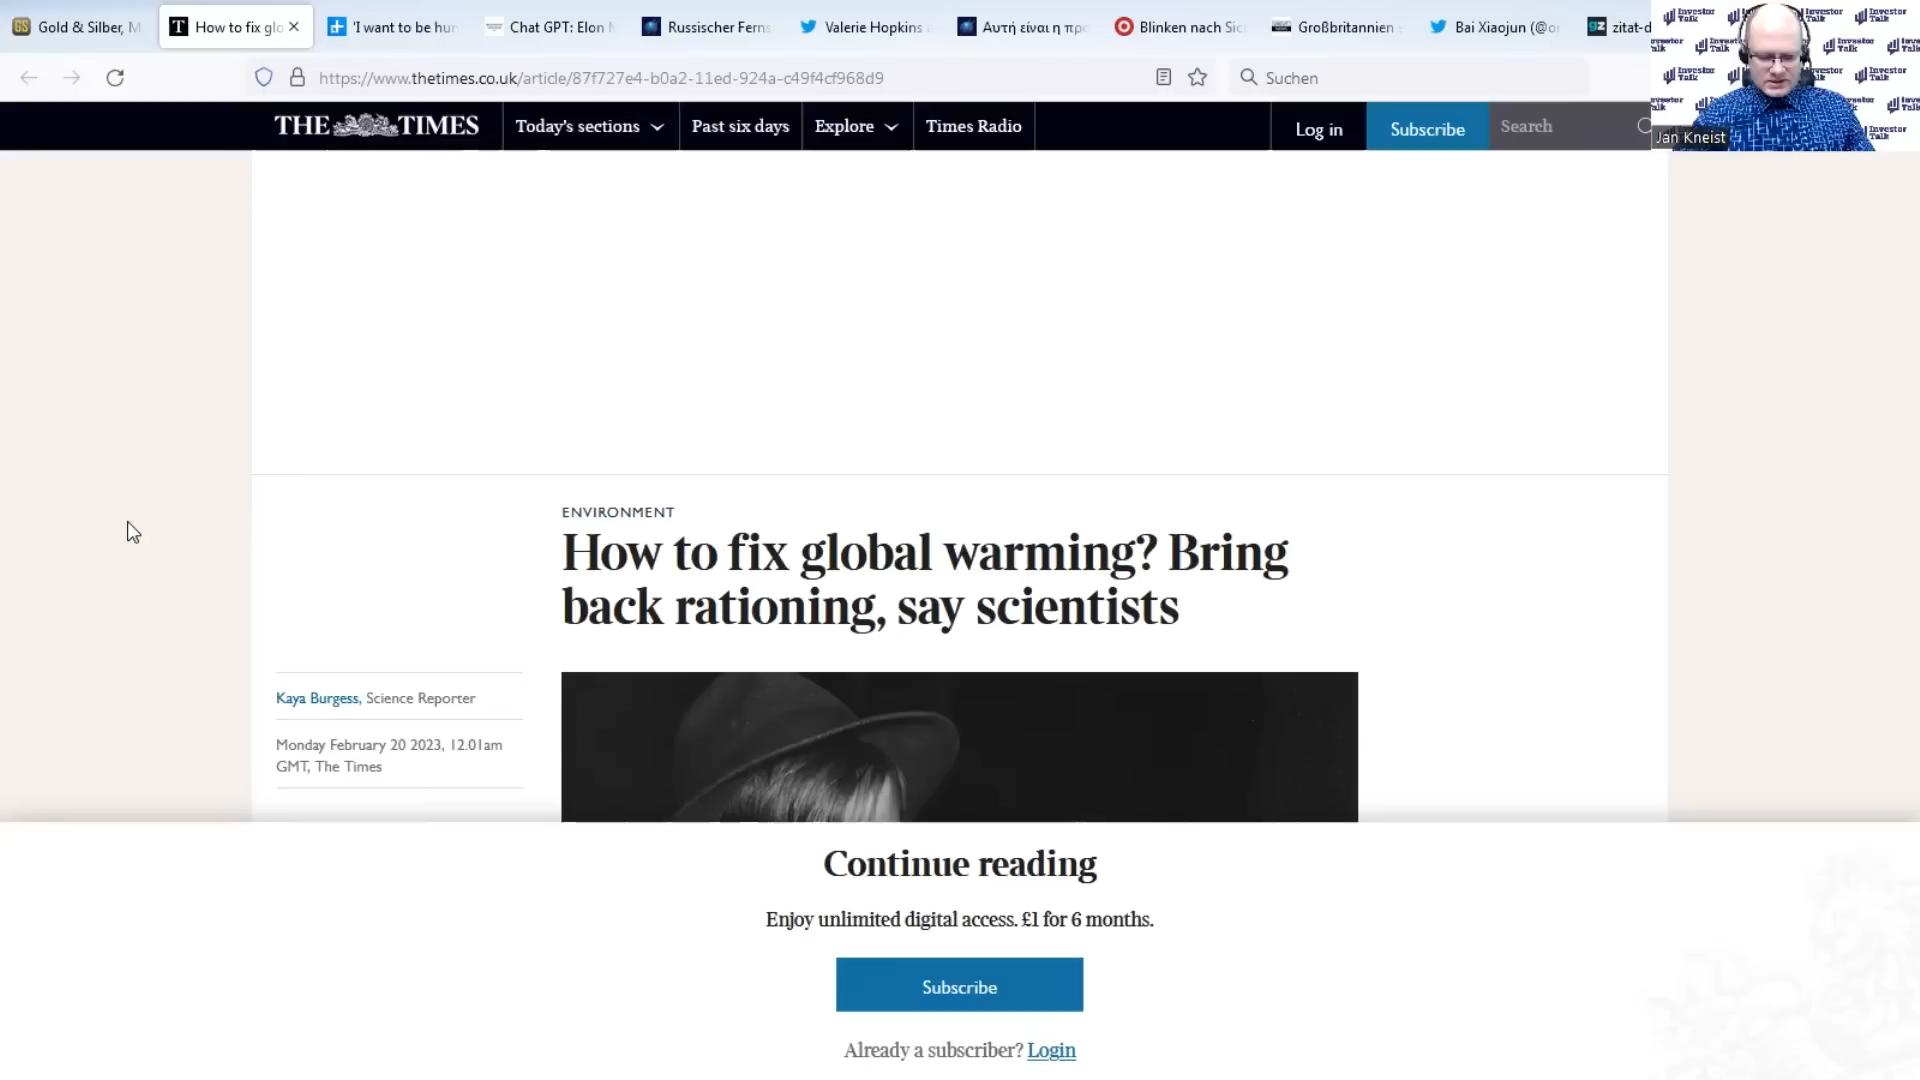 Gold & Silber, M
How to fix glo
'I want to be hum
Chat GPT: Elon M
Russischer Ferns
Valerie Hopkins
Αυτή είναι η προ
Blinken nach Sic
Großbritannien
Bai Xiaojun (@o
zitat-d
https://www.thetimes.co.uk/article/87f727e4-b0a2-11ed-924a-c49f4cf968d9
Suchen
THE TIMES
Today's sections
Past six days
Explore
Times Radio
Log in
Subscribe
Search
Investor Talk
Jan Kneist
ENVIRONMENT
How to fix global warming? Bring
back rationing, say scientists
Kaya Burgess, Science Reporter
Monday February 20 2023, 12.01am
GMT, The Times
Continue reading
Enjoy unlimited digital access. £1 for 6 months.
Subscribe
Already a subscriber? Login